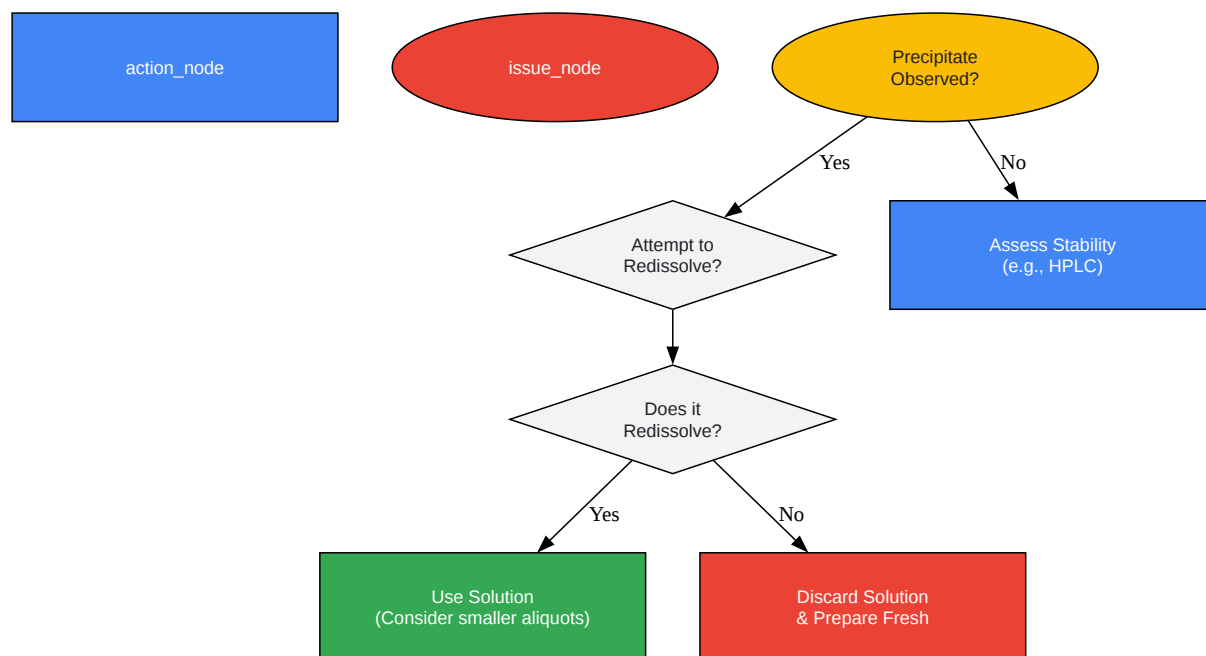 action_node
issue_node
Precipitate
Observed?
Yes
No
Attempt to
Redissolve?
Assess Stability
(e.g., HPLC)
Does it
Redissolve?
Yes
No
Use Solution
(Consider smaller aliquots)
Discard Solution
& Prepare Fresh